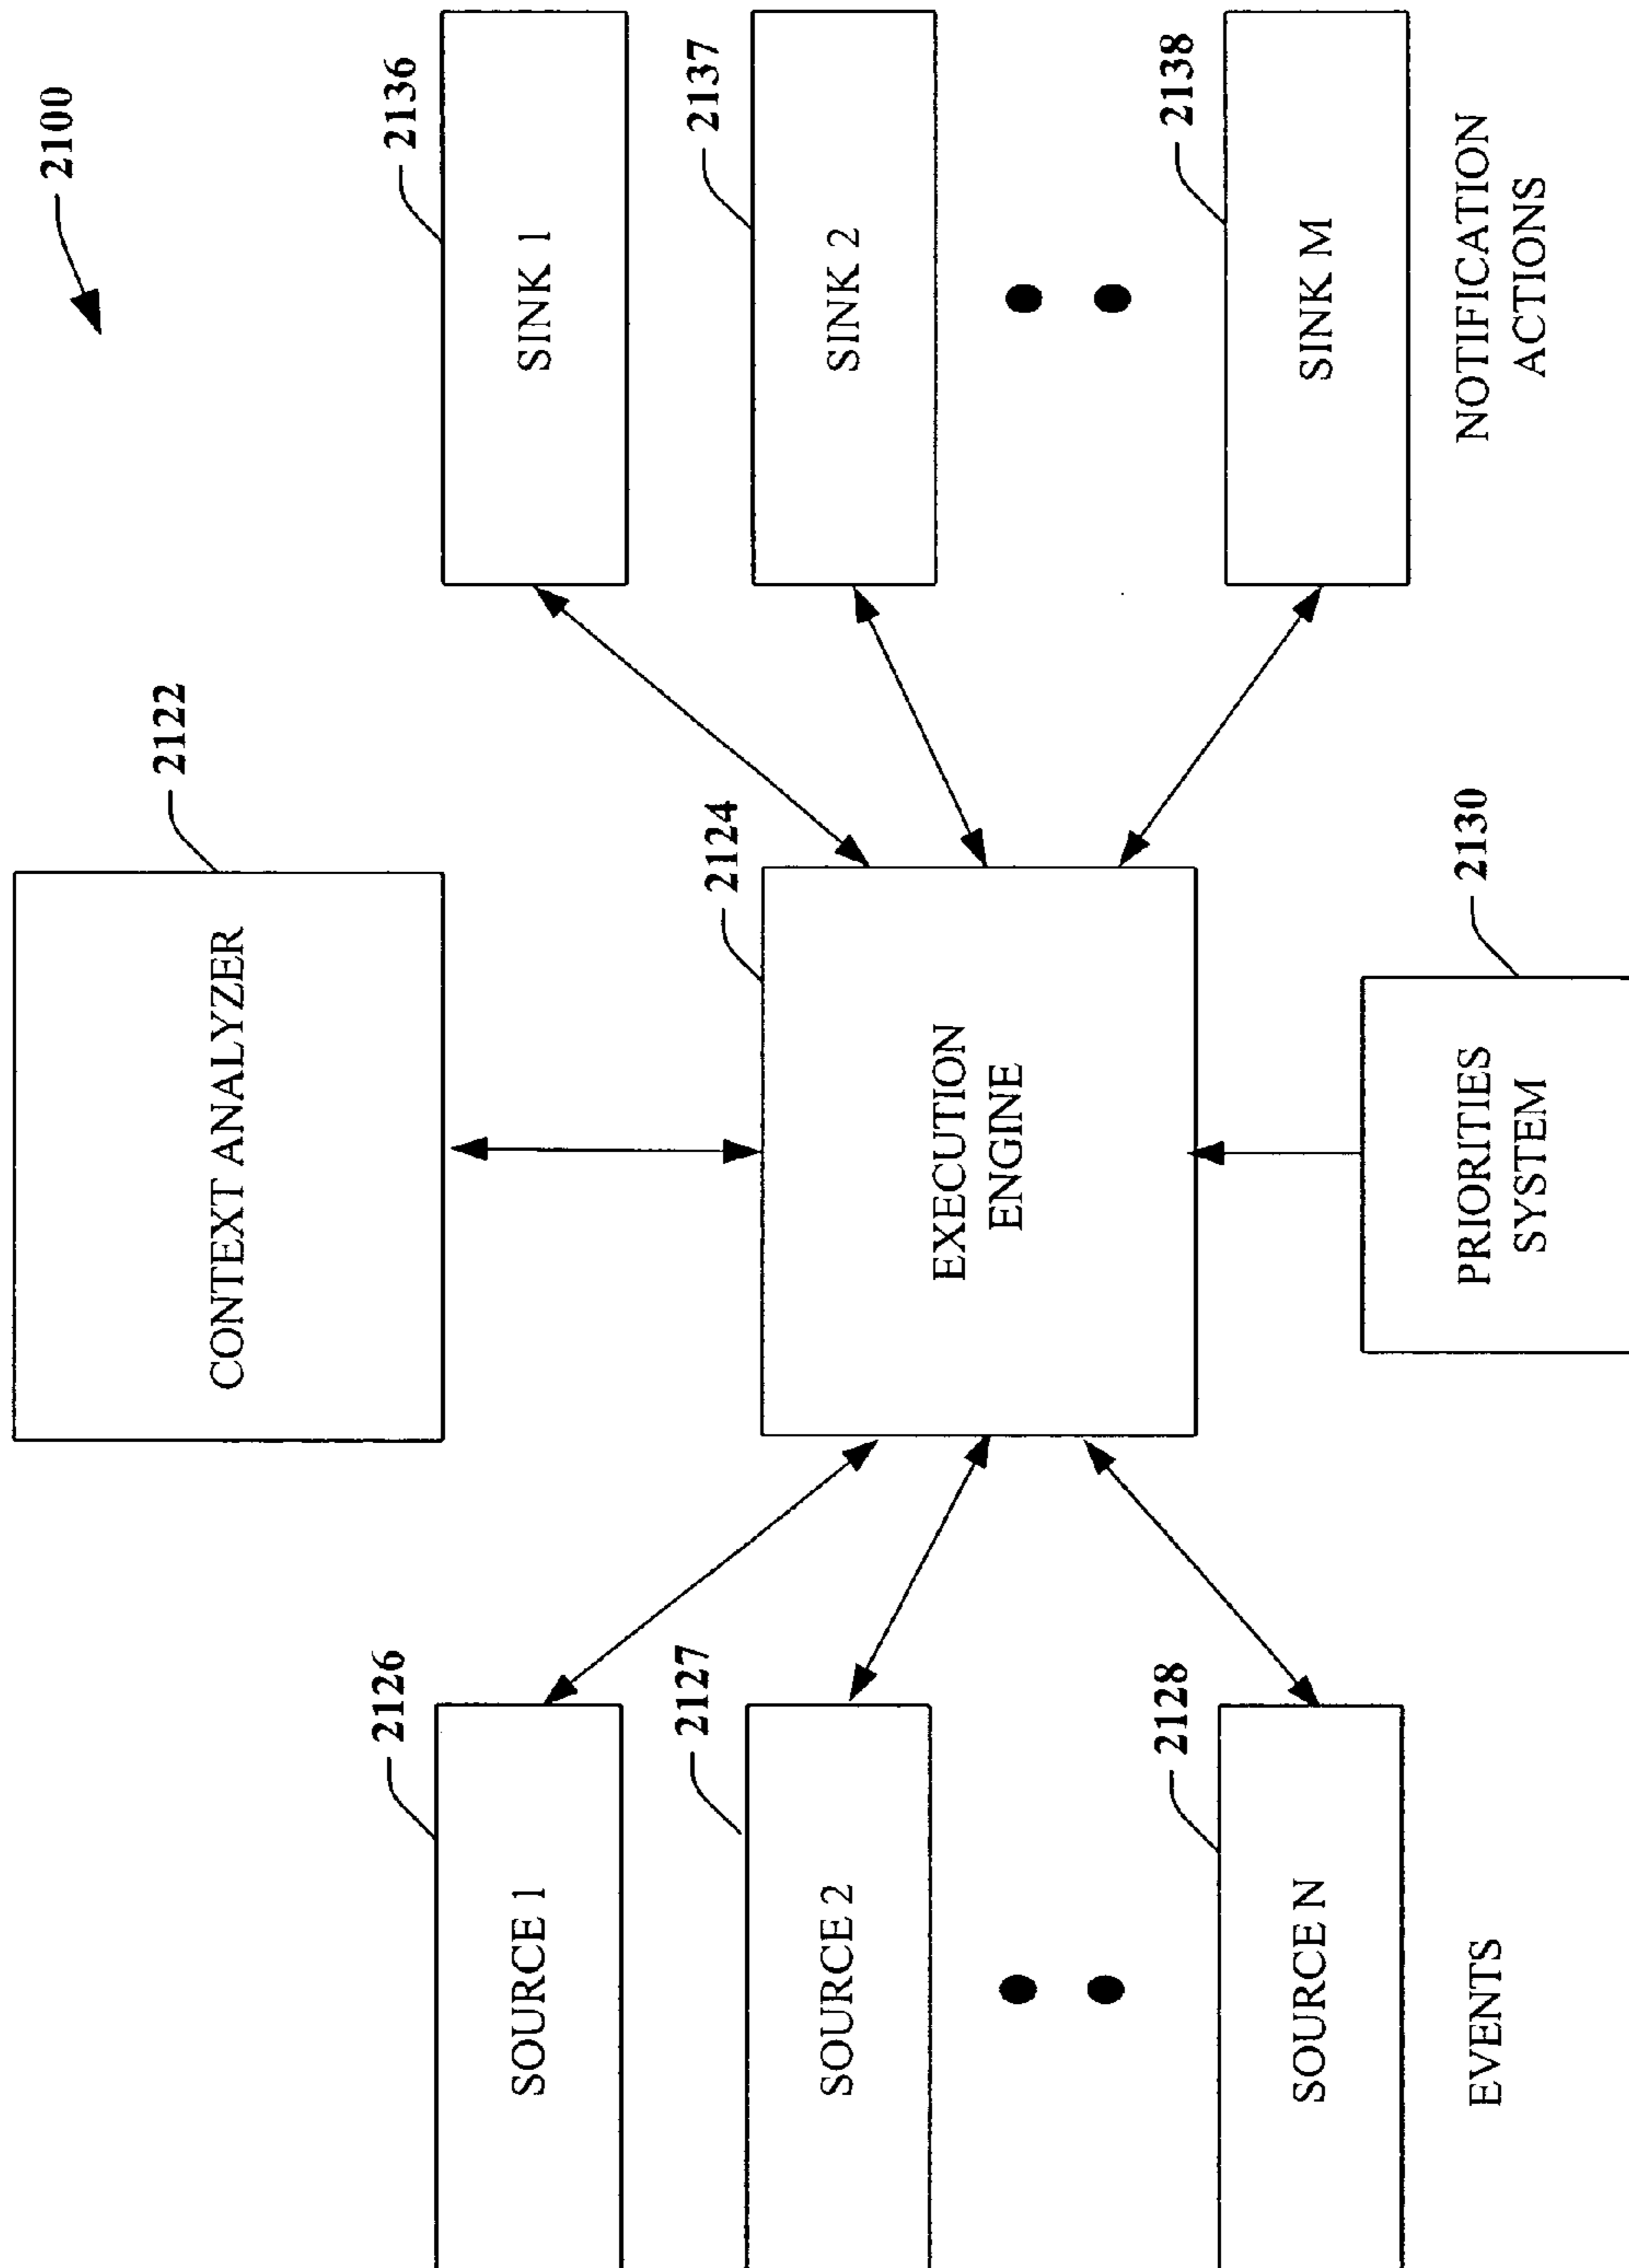 2100
2122
CONTEXT ANALYZER
2126
SOURCE 1
2127
SOURCE 2
2128
SOURCE N
EVENTS
2124
EXECUTION
ENGINE
2130
PRIORITIES
SYSTEM
2136
SINK 1
2137
SINK 2
2138
SINK M
NOTIFICATION
ACTIONS